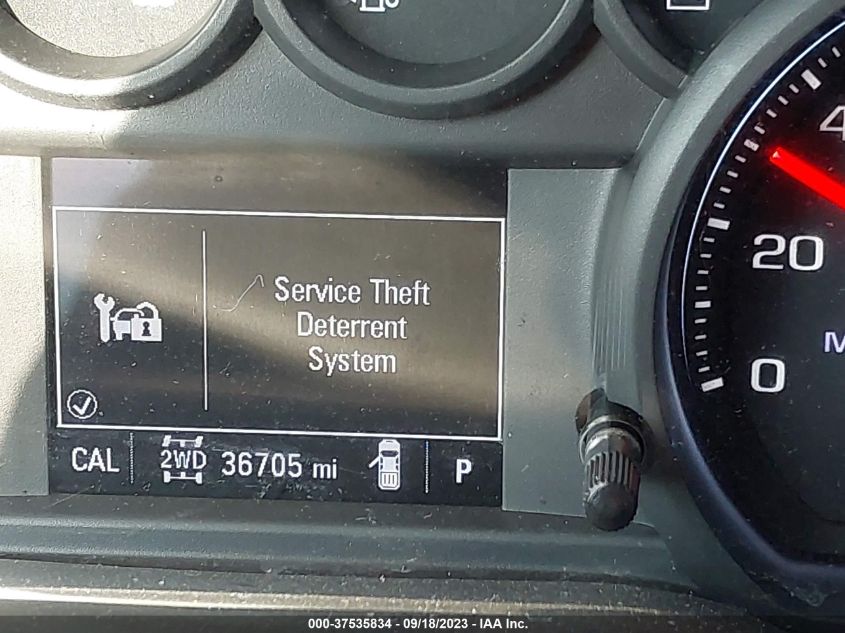 Service Theft
Deterrent
System
CAL 2WD 36705 mi P
4
20
0
M
000-37535834 - 09/18/2023 - IAA, Inc.